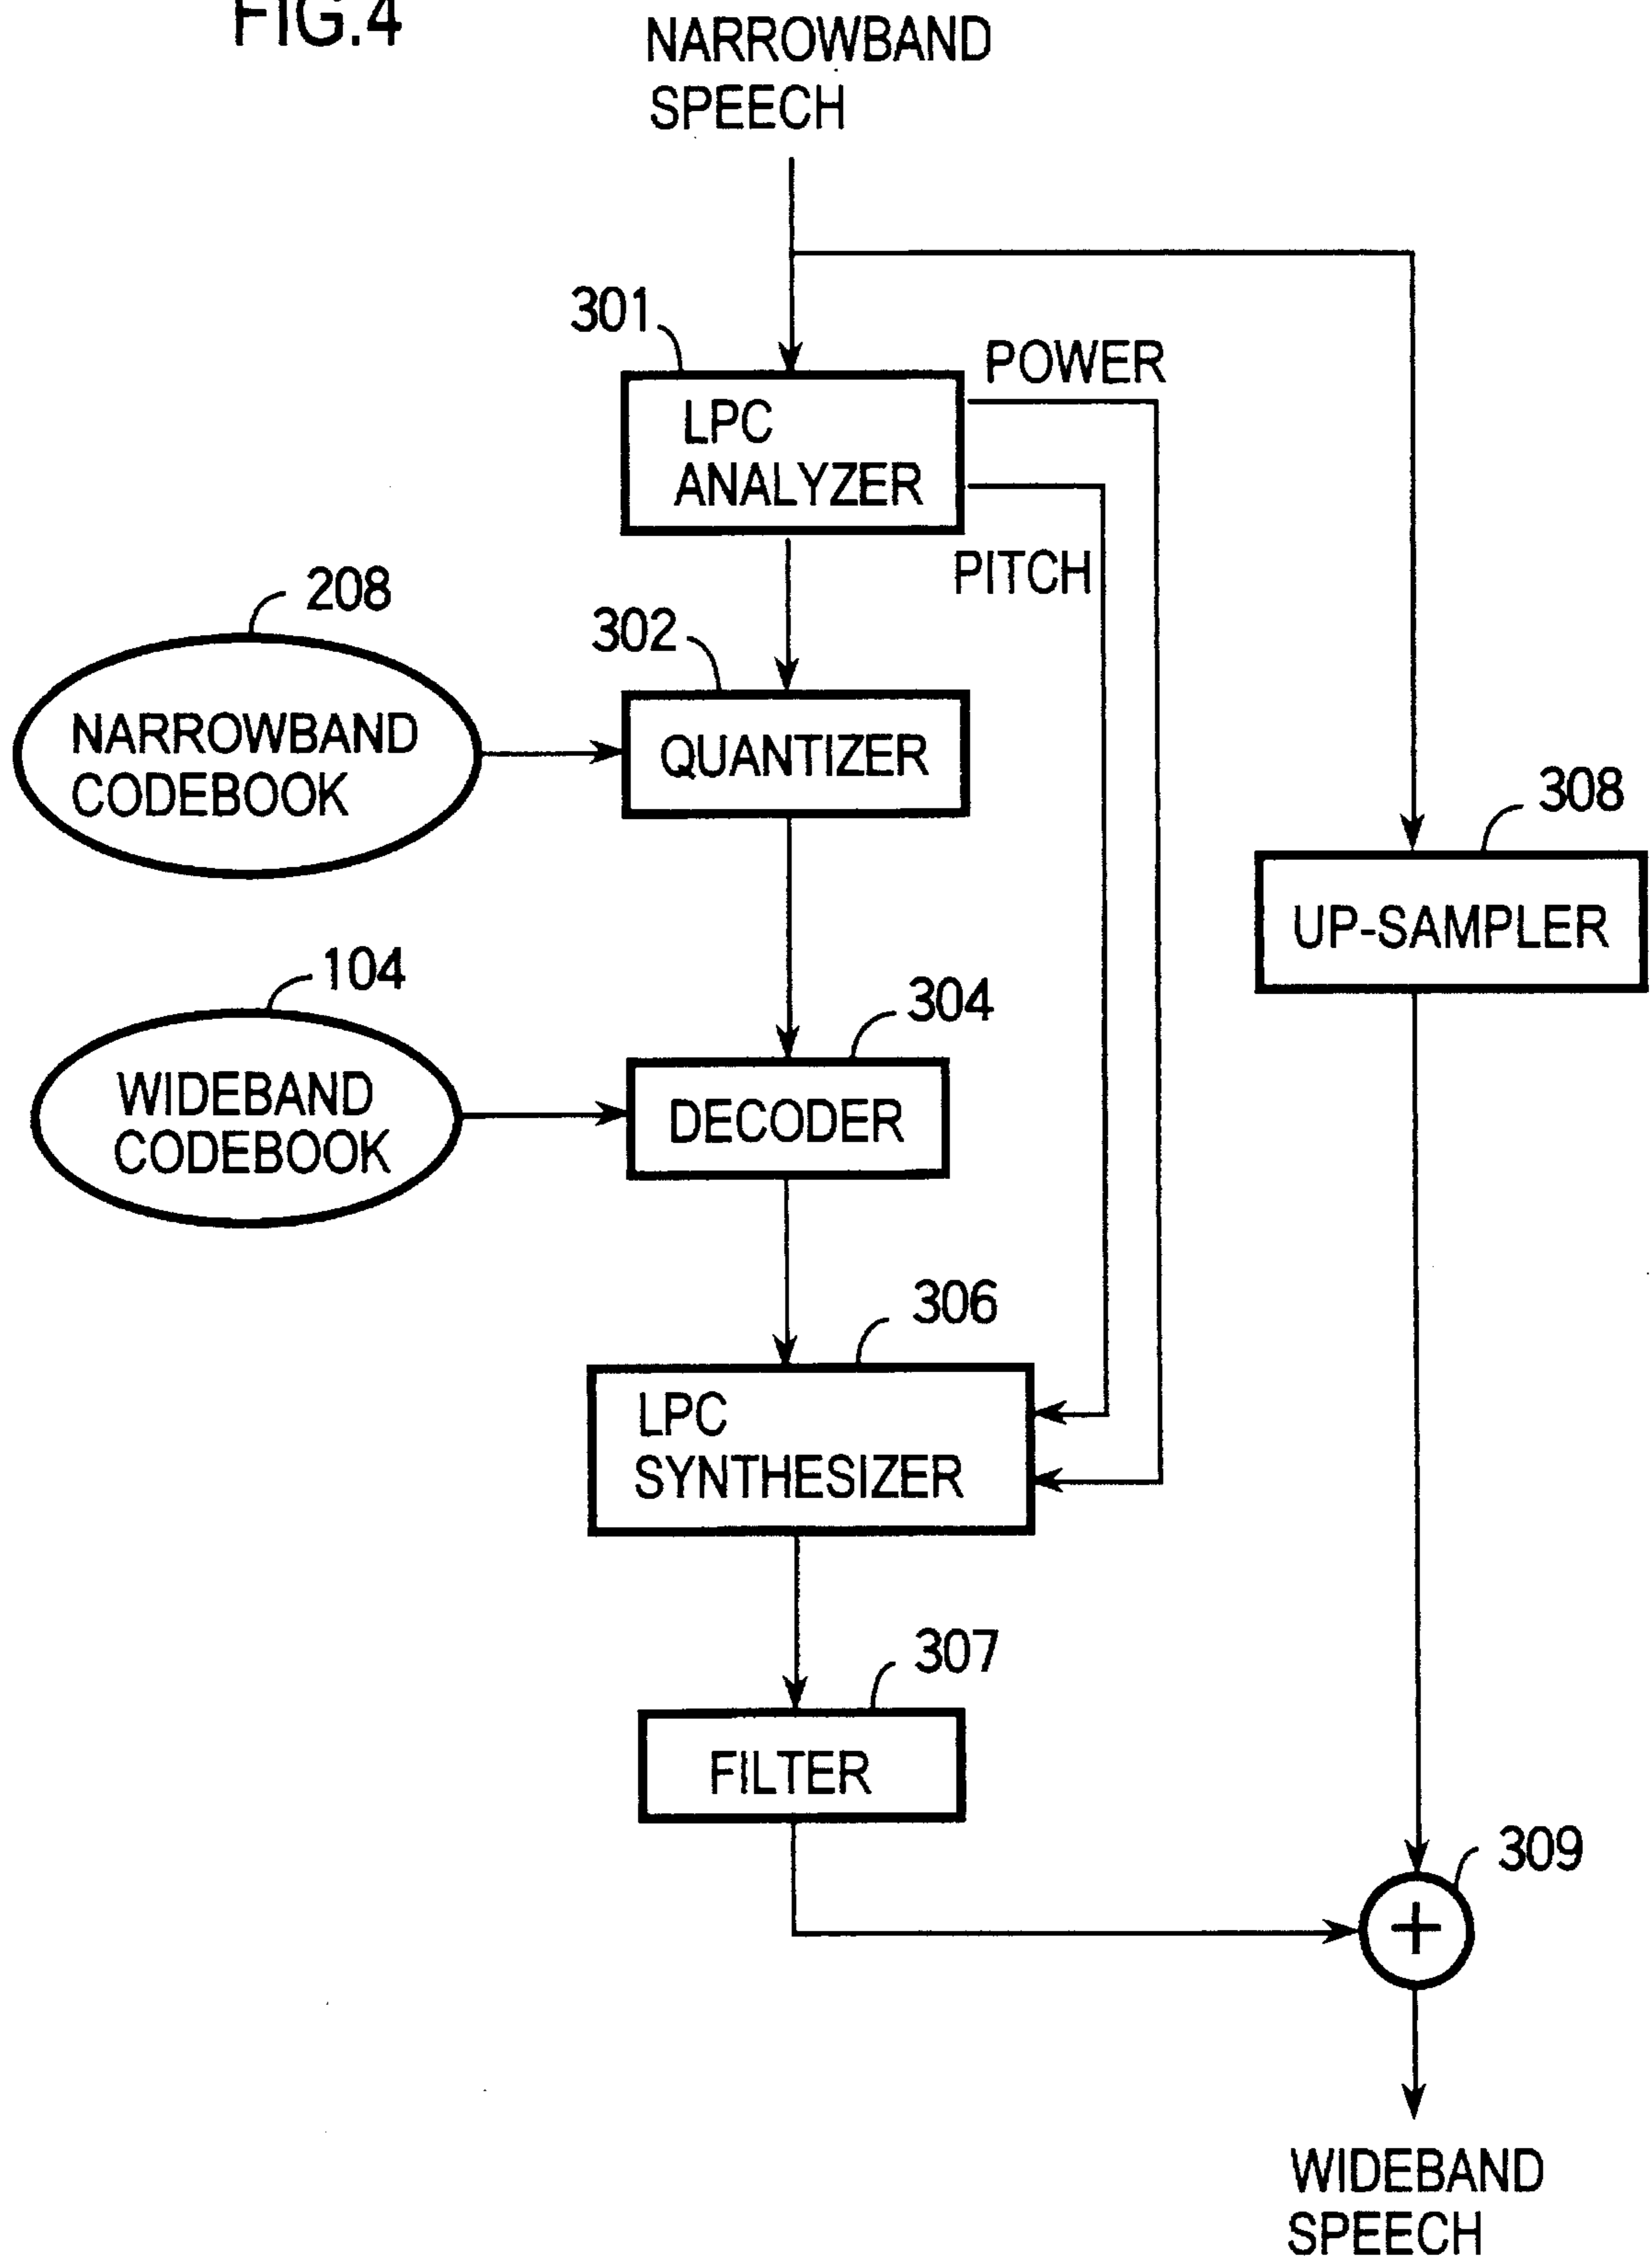 FIG.4
NARROWBAND
SPEECH
301
POWER
LPC
ANALYZER
PITCH
208
302
NARROWBAND
CODEBOOK
QUANTIZER
308
UP-SAMPLER
104
304
WIDEBAND
CODEBOOK
DECODER
306
LPC
SYNTHESIZER
307
FILTER
309
+
WIDEBAND
SPEECH